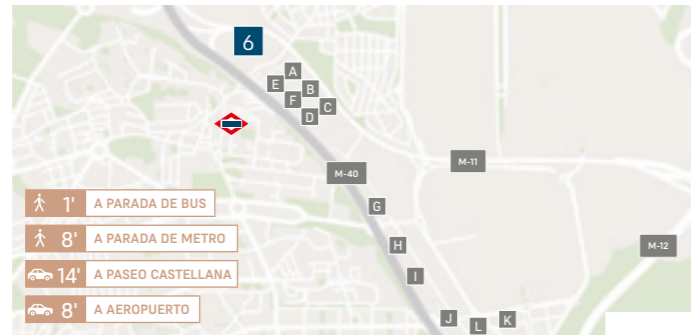 6
A
E
B
F
C
D
M-11
M-40
1' A PARADA DE BUS
G
8' A PARADA DE METRO
H
M-12
14' A PASEO CASTELLANA
I
8' A AEROPUERTO
J
L
K